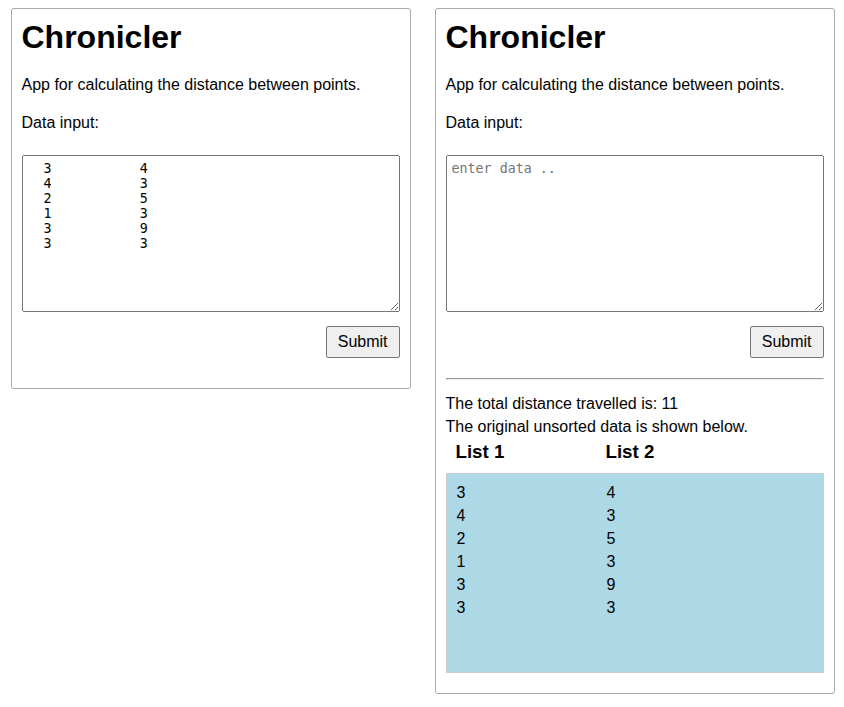 Chronicler
App for calculating the distance between points.
Data input:
3 4
4 3
2 5
1 3
3 9
3 3
Submit
Chronicler
App for calculating the distance between points.
Data input:
enter data ..
Submit
The total distance travelled is: 11
The original unsorted data is shown below.
List 1 List 2
3 4
4 3
2 5
1 3
3 9
3 3